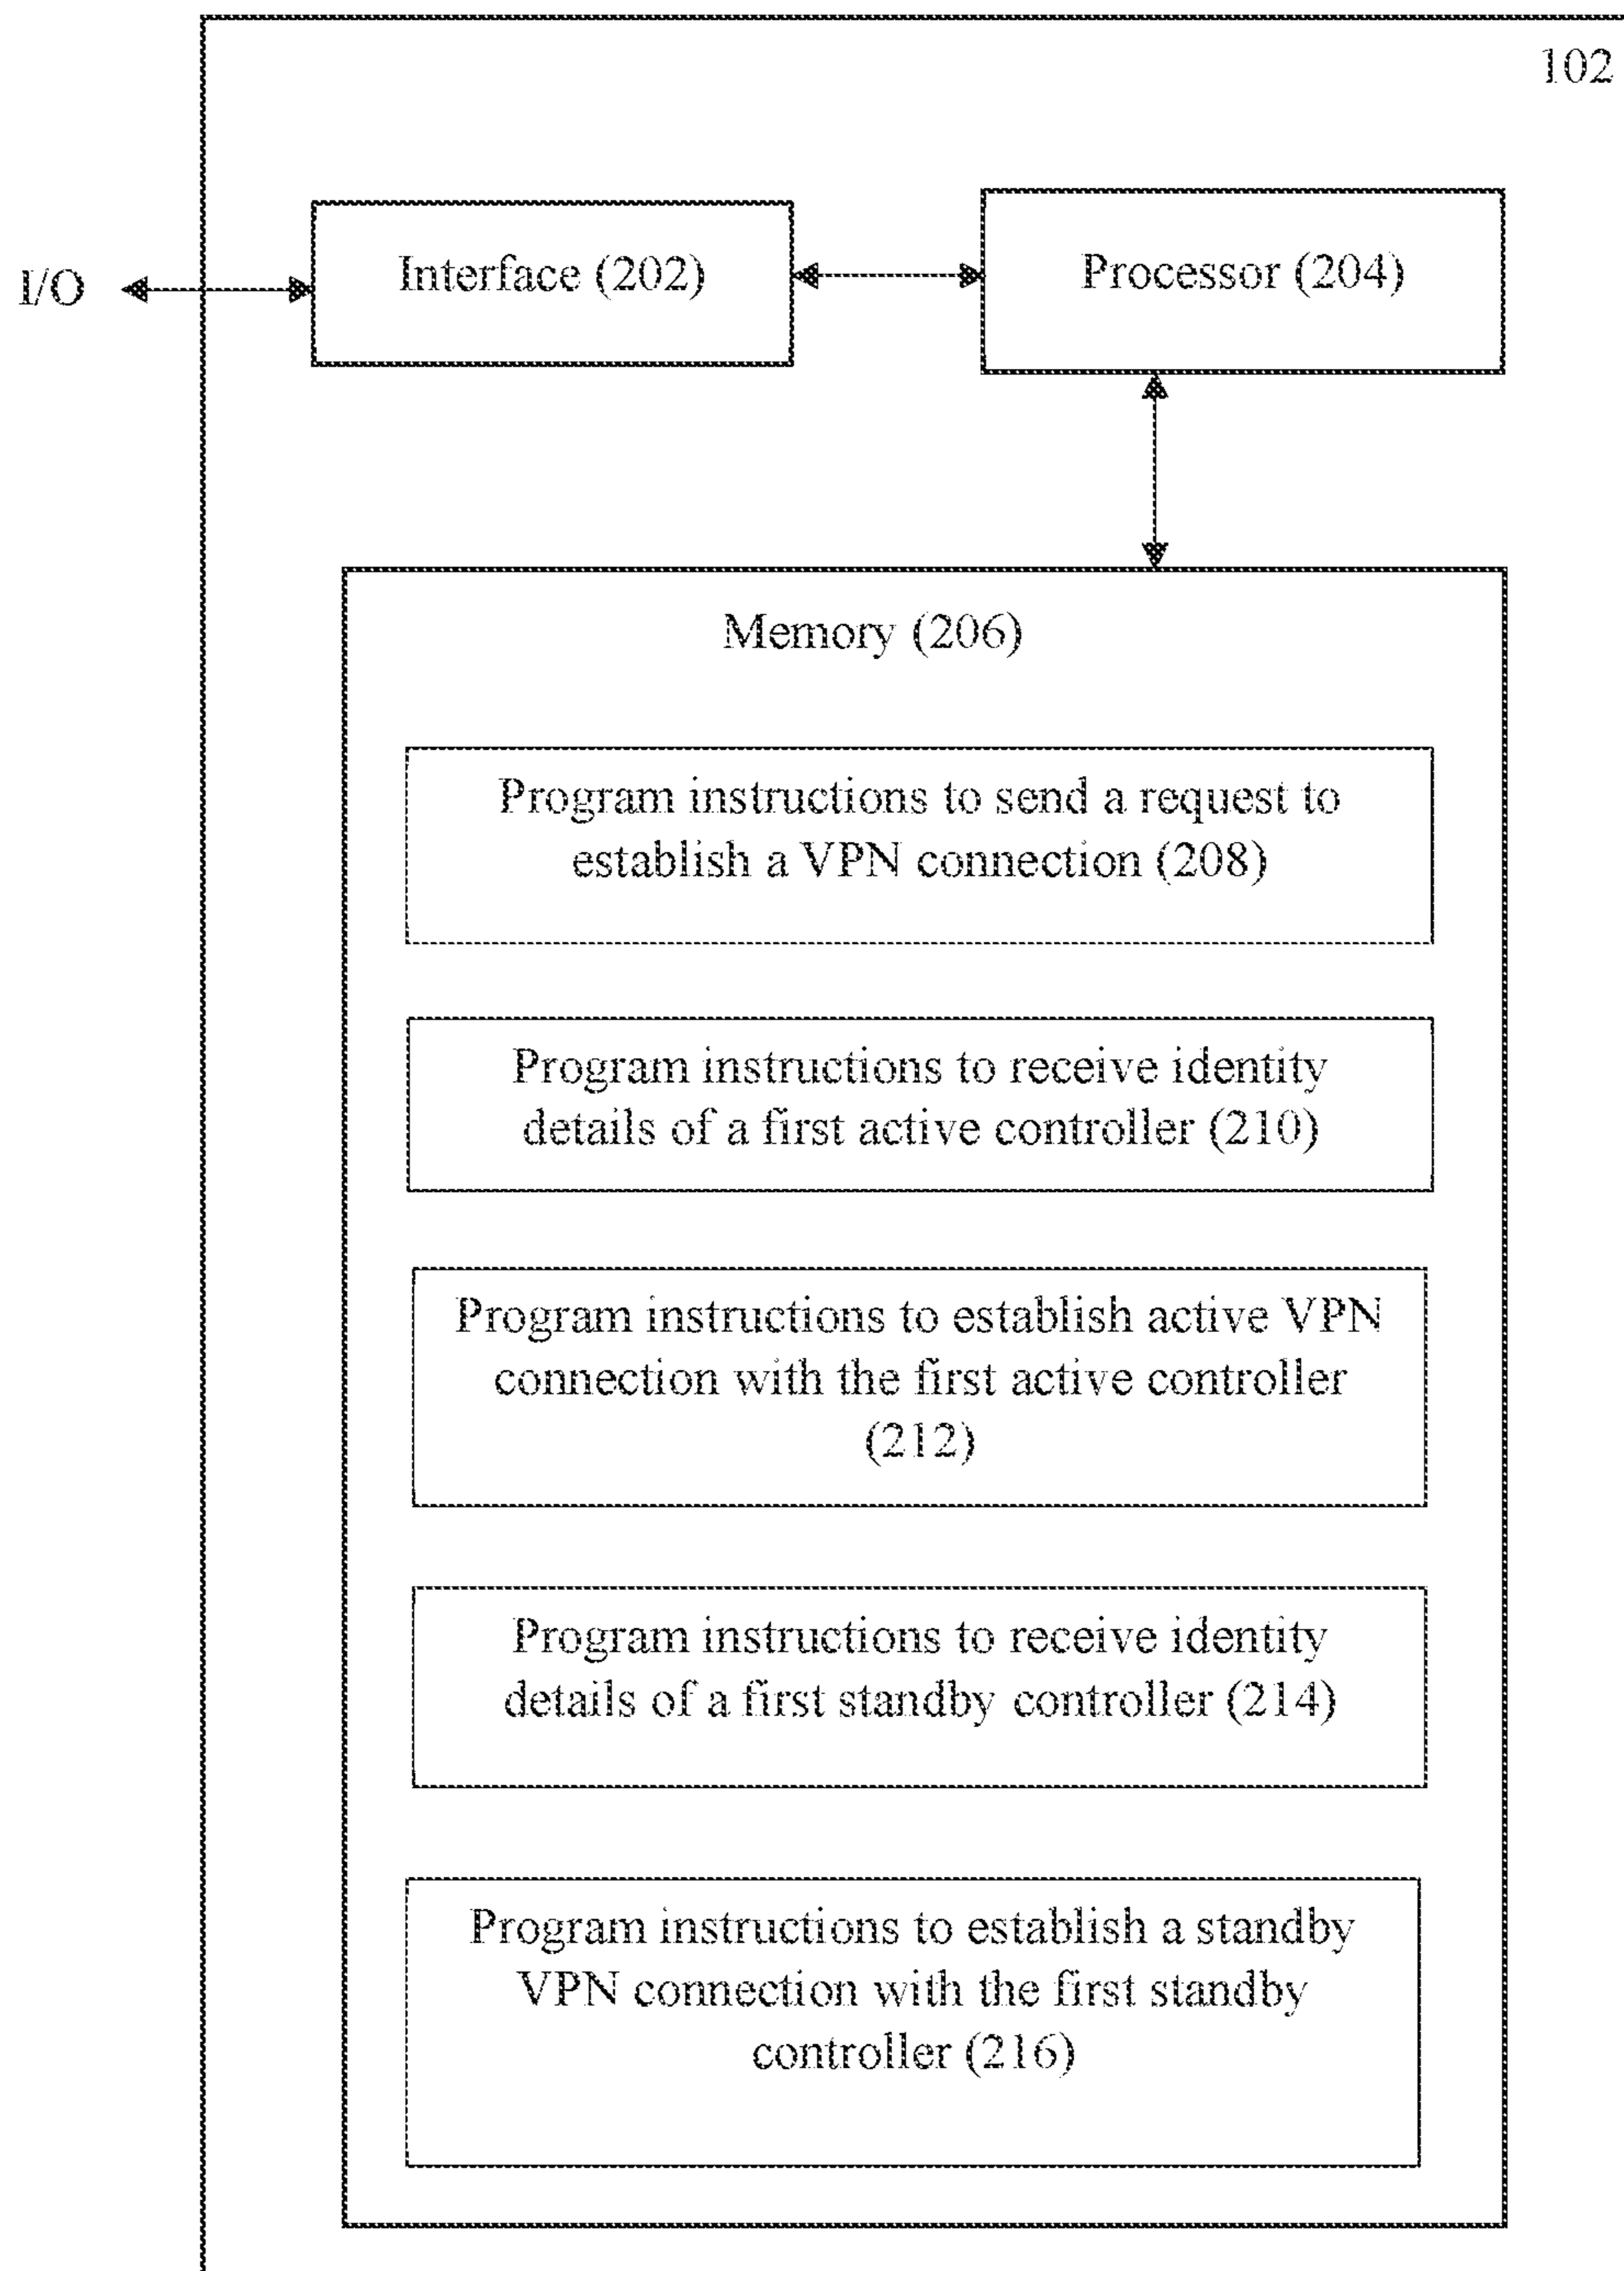 102
I/O
Interface (202)
Processor (204)
Memory (206)
Program instructions to send a request to
establish a VPN connection (208)
Program instructions to receive identity
details of a first active controller (210)
Program instructions to establish active VPN
connection with the first active controller
(212)
Program instructions to receive identity
details of a first standby controller (214)
Program instructions to establish a standby
VPN connection with the first standby
controller (216)